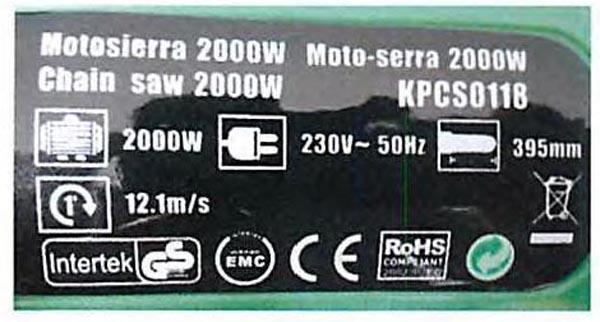 Motosierra 2000W Moto-serra 2000W
Chain saw 2000W KPCS0118
2000W 230V~ 50Hz 395mm
1" 12.1m/s
Intertek GS EMC CE RoHS
COMPLIANT